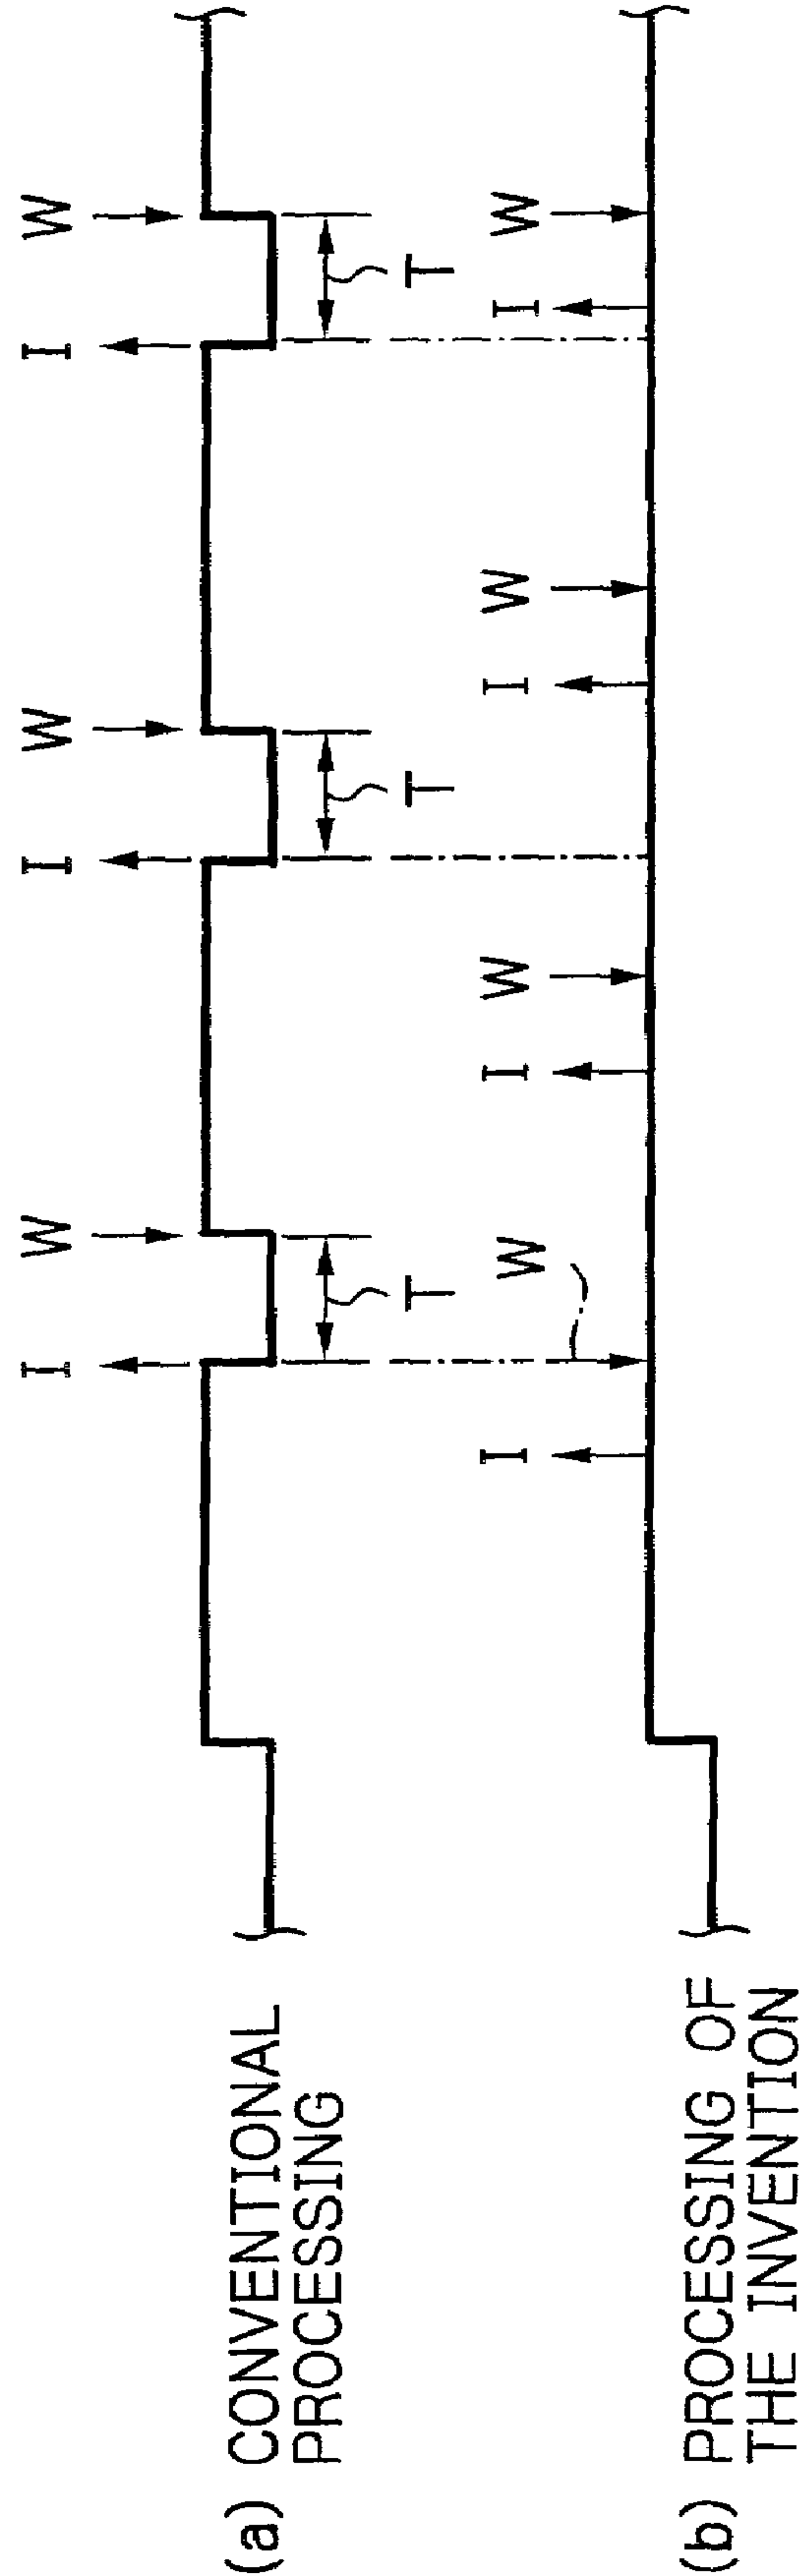 I W I W I W
(a) CONVENTIONAL
PROCESSING
T T T
I W I W I W I W
(b) PROCESSING OF
THE INVENTION